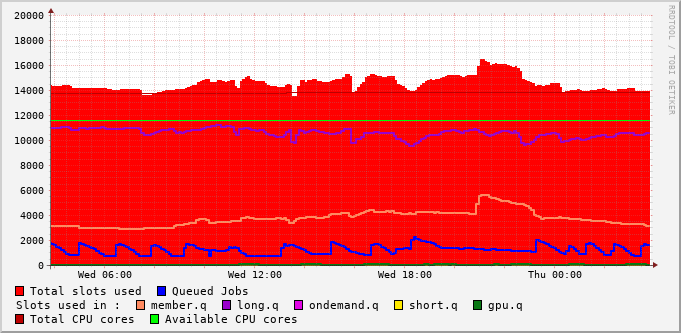 20000
18000
16000
14000
12000
10000
8000
6000
4000
2000
0
Wed 06:00 Wed 12:00 Wed 18:00 Thu 00:00
RRDTOOL / TOBI OETIKER
Total slots used Queued Jobs
Slots used in : member.q long.q ondemand.q short.q gpu.q
Total CPU cores Available CPU cores